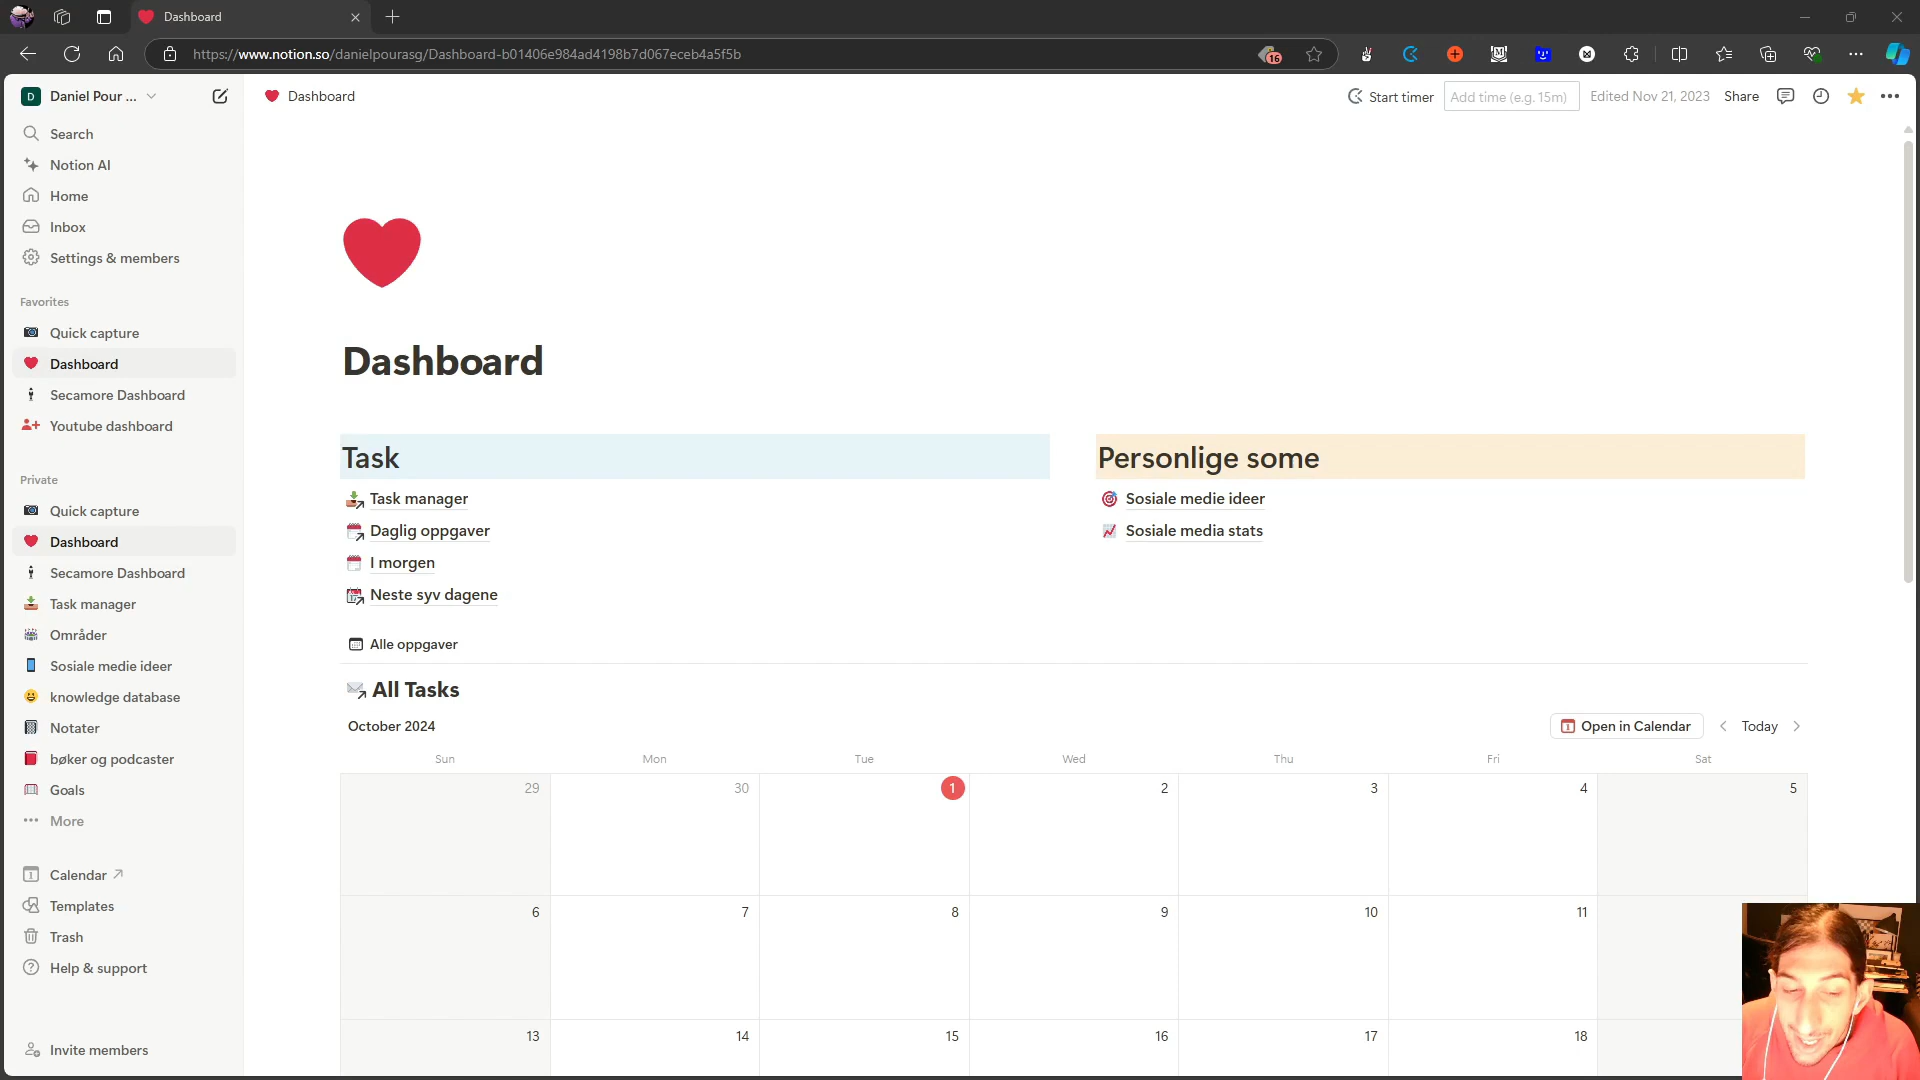 Dashboard
https://www.notion.so/danielpourasg/Dashboard-b01406e984ad4198b7d067eceb4a5f5b
16
D Daniel Pour ...
Dashboard
Start timer
Add time (e.g. 15m)
Edited Nov 21, 2023
Share
Search
Notion AI
Home
Inbox
Settings & members
Favorites
Quick capture
Dashboard
Secamore Dashboard
Youtube dashboard
Private
Quick capture
Dashboard
Secamore Dashboard
Task manager
Områder
Sosiale medie ideer
knowledge database
Notater
bøker og podcaster
Goals
More
Calendar
Templates
Trash
Help & support
Invite members
Dashboard
Task
Task manager
Daglig oppgaver
I morgen
Neste syv dagene
Personlige some
Sosiale medie ideer
Sosiale media stats
Alle oppgaver
All Tasks
October 2024
Open in Calendar
Today
Sun Mon Tue Wed Thu Fri Sat
29 30 1 2 3 4 5
6 7 8 9 10 11
13 14 15 16 17 18